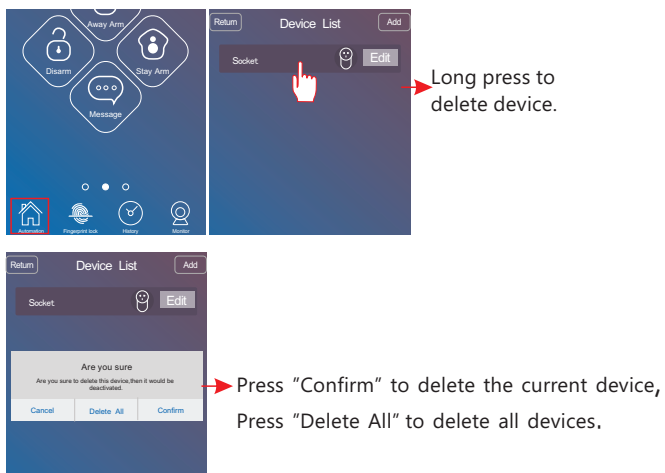 Away Arm
Disarm
Stay Arm
Message
Automation Fingerprint lock History Monitor
Return Device List Add
Socket Edit
Long press to
delete device.
Return Device List Add
Socket Edit
Are you sure
Are you sure to delete this device,then it would be
deactivated.
Cancel Delete All Confirm
Press "Confirm" to delete the current device,
Press "Delete All" to delete all devices.